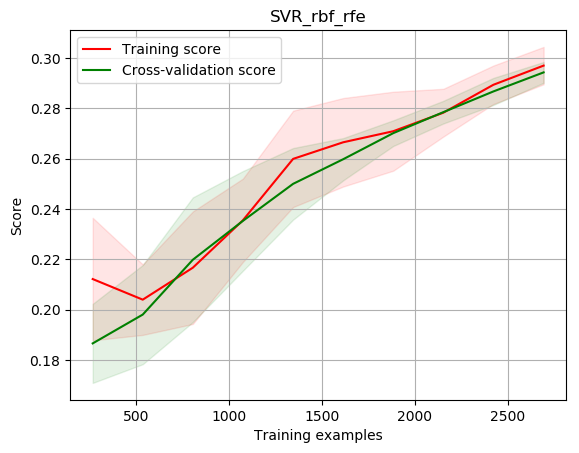 SVR_rbf_rfe
Training score
Cross-validation score
Score
0.30
0.28
0.26
0.24
0.22
0.20
0.18
500
1000
1500
2000
2500
Training examples